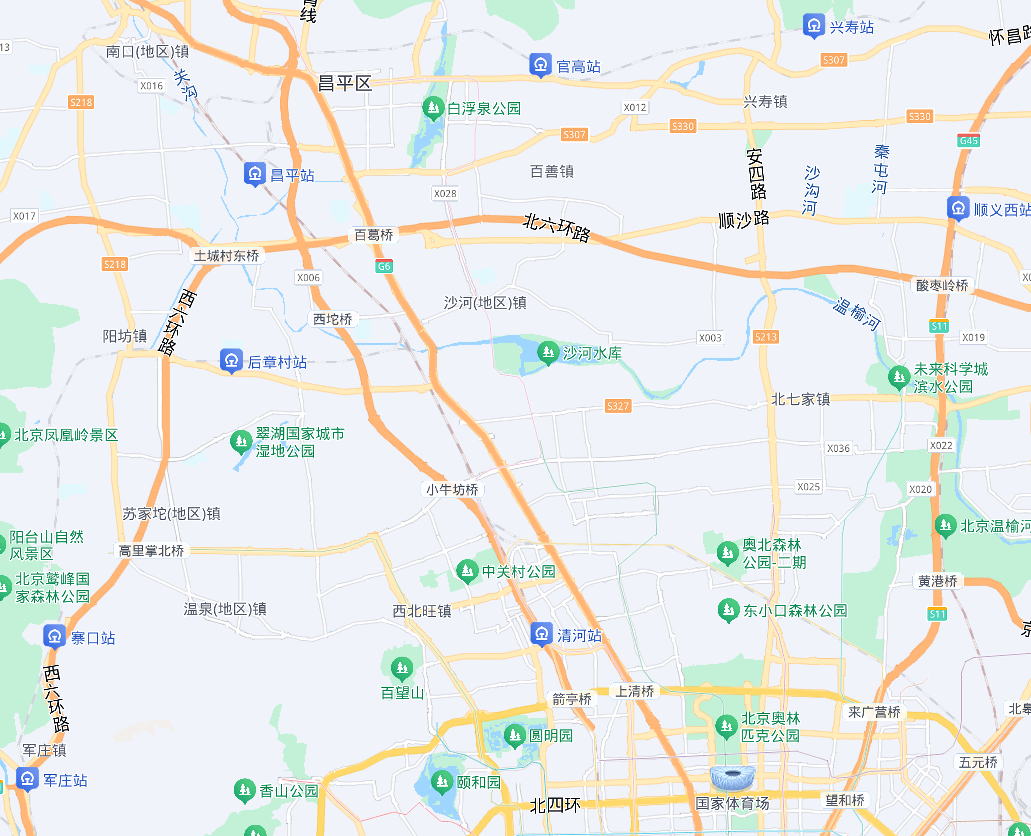 青线
兴寿站
怀昌路
13
南口(地区)镇
S307
官高站
关沟
昌平区
X016
S218
白浮泉公园
X012
兴寿镇
S330
S330
S307
G45
安四路
秦屯河
沙沟河
昌平站
百善镇
X028
X017
顺义西站
北六环路
顺沙路
百葛桥
土城村东桥
S218
G6
X006
酸枣岭桥
西六环路
沙河(地区)镇
温榆河
西坨桥
S11
阳坊镇
X003
S213
X019
后章村站
沙河水库
未来科学城
滨水公园
北七家镇
S327
北京凤凰岭景区
翠湖国家城市
湿地公园
X036
X022
小牛坊桥
X025
X020
苏家坨(地区)镇
北京温榆河
阳台山自然
风景区
高里掌北桥
奥北森林
公园-二期
北京鹫峰国
家森林公园
中关村公园
黄港桥
温泉(地区)镇
西北旺镇
东小口森林公园
S11
寨口站
清河站
京
西六环路
百望山
箭亭桥
上清桥
北皋
来广营桥
北京奥林
匹克公园
圆明园
军庄镇
五元桥
军庄站
香山公园
颐和园
北四环
国家体育场
望和桥